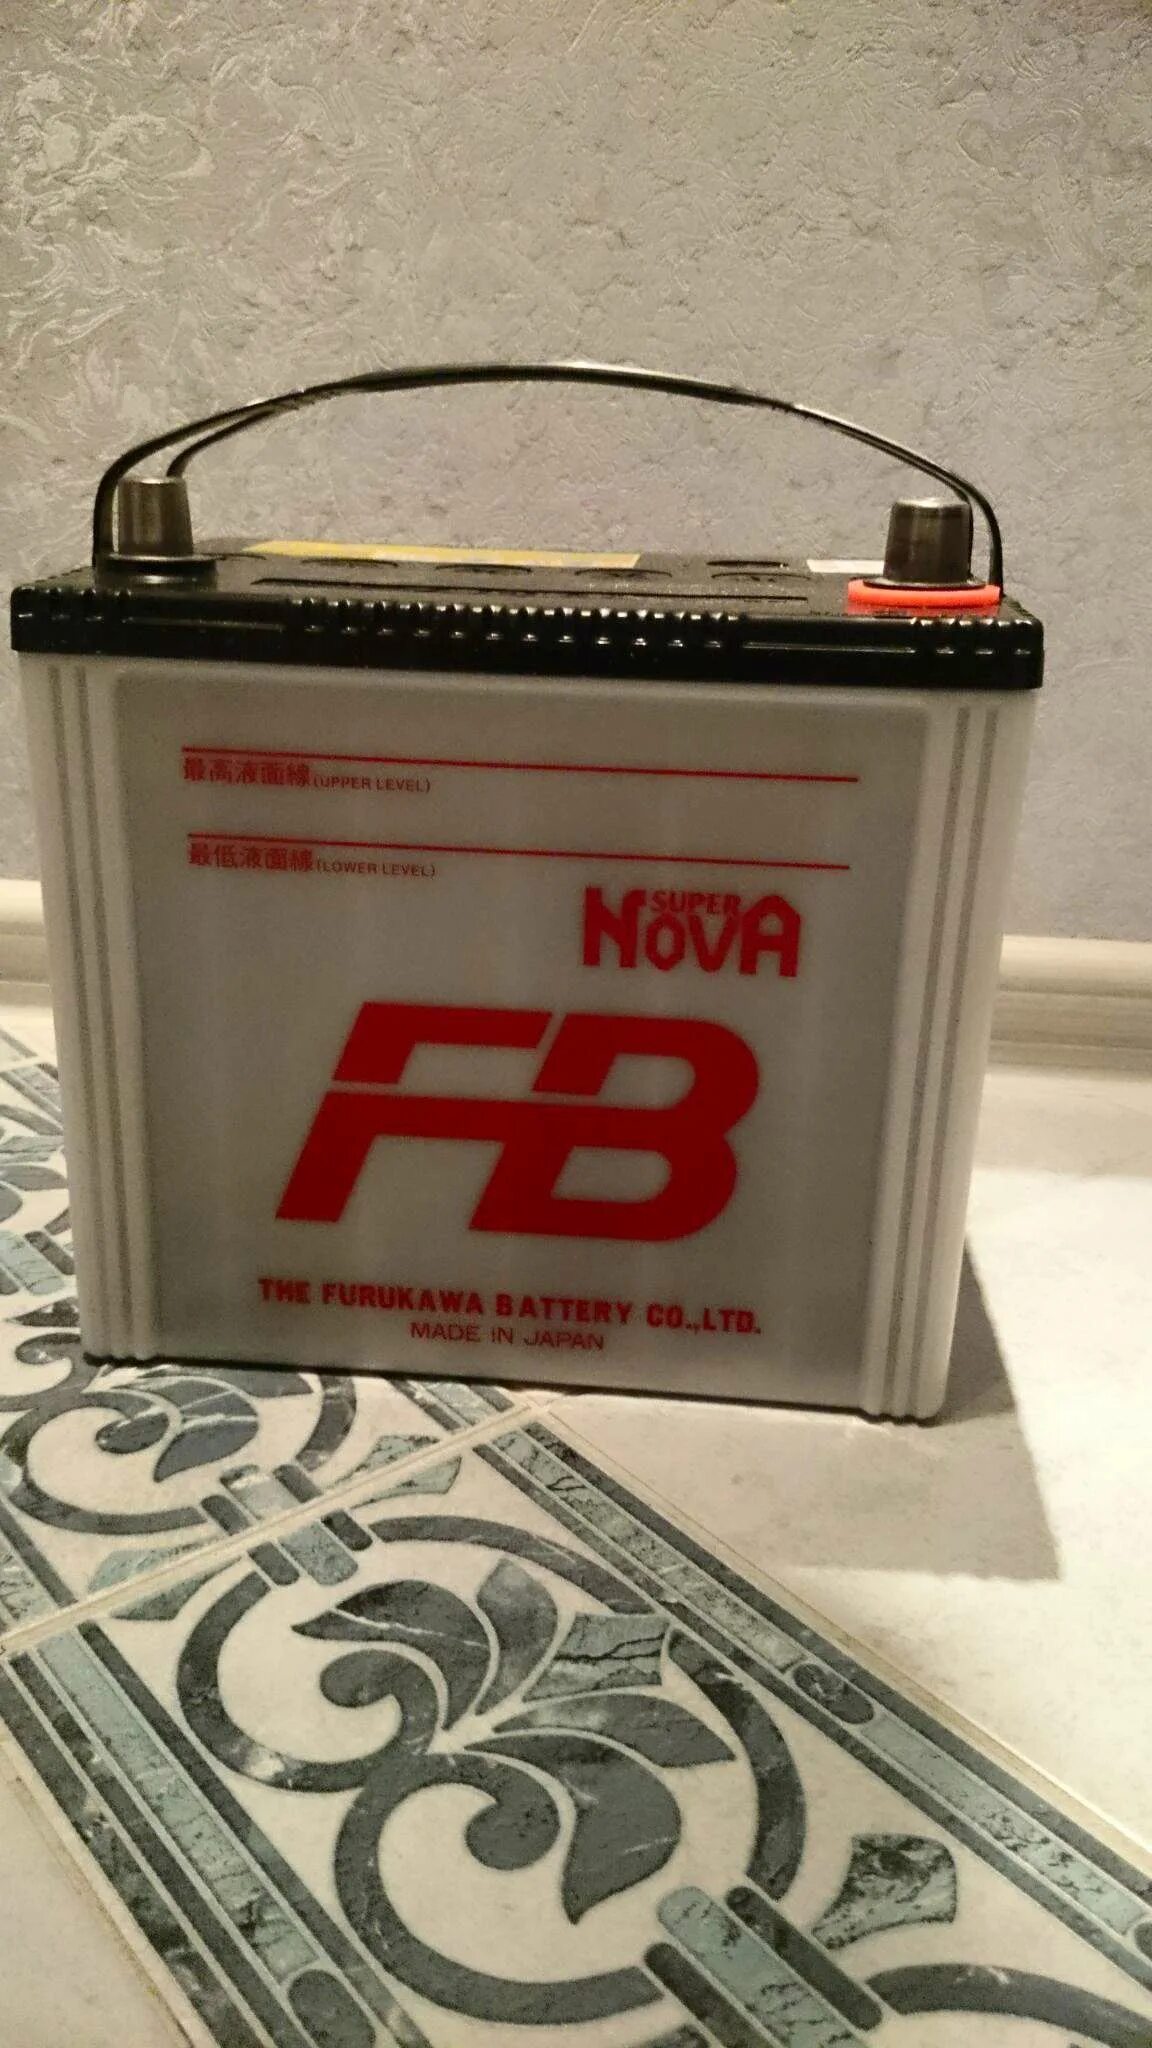 最高液面線(UPPER LEVEL)
最低液面線(LOWER LEVEL)
SUPER
NOVA
FB
THE FURUKAWA BATTERY CO.,LTD.
MADE IN JAPAN